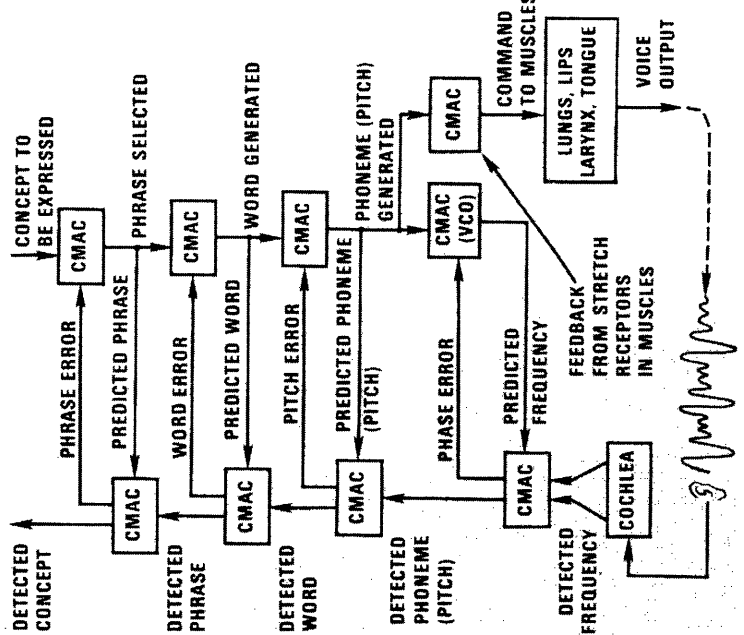 CONCEPT TO
BE EXPRESSED
CMAC
PHRASE SELECTED
PHRASE ERROR
PREDICTED PHRASE
DETECTED
CONCEPT
CMAC
CMAC
WORD GENERATED
WORD ERROR
PREDICTED WORD
DETECTED
PHRASE
CMAC
CMAC
PHONEME (PITCH)
GENERATED
PITCH ERROR
PREDICTED PHONEME
(PITCH)
DETECTED
WORD
CMAC
CMAC
(VCO)
CMAC
COMMAND
TO MUSCLES
PHASE ERROR
PREDICTED
FREQUENCY
DETECTED
PHONEME
(PITCH)
CMAC
LUNGS, LIPS
LARYNX, TONGUE
FEEDBACK
FROM STRETCH
RECEPTORS
IN MUSCLES
DETECTED
FREQUENCY
COCHLEA
VOICE
OUTPUT